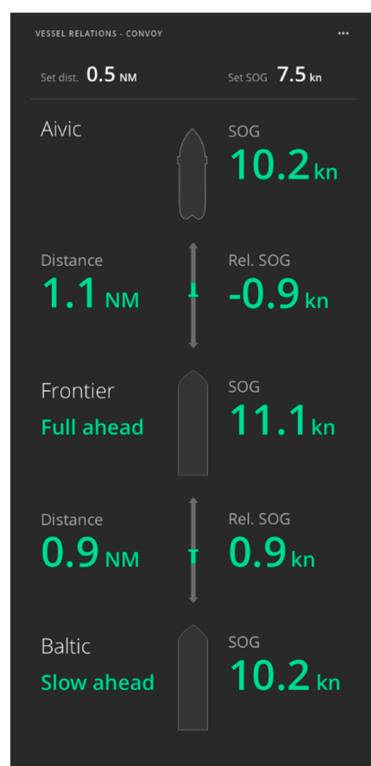 VESSEL RELATIONS - CONVOY
Set dist. 0.5 NM Set SOG 7.5 kn
Aivic SOG
10.2 kn
Distance Rel. SOG
1.1 NM -0.9 kn
Frontier SOG
Full ahead 11.1 kn
Distance Rel. SOG
0.9 NM 0.9 kn
Baltic SOG
Slow ahead 10.2 kn